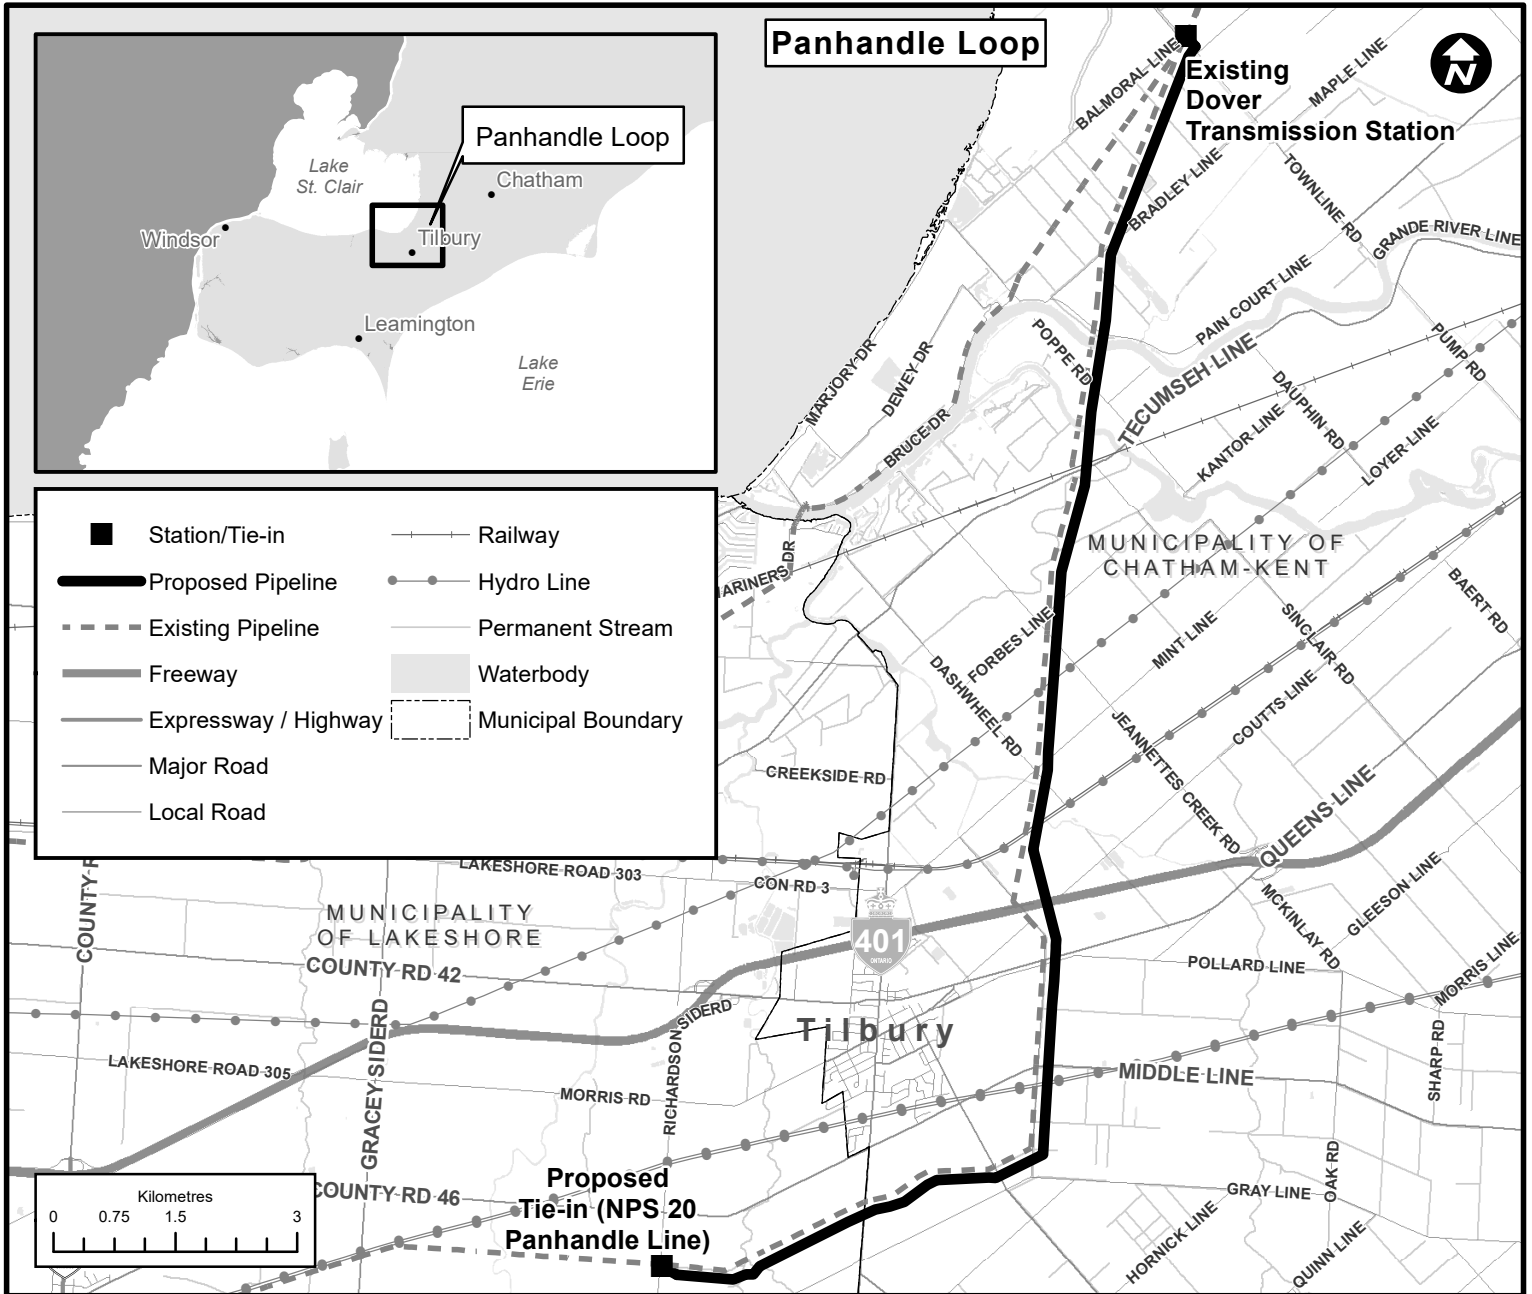 Panhandle Loop
N
Existing
Dover
Transmission Station
BALMORAL LINE
MAPLE LINE
BRADLEY LINE
TOWNLINE RD
GRANDE RIVER LINE
PAIN COURT LINE
POPPE RD
PUMP RD
TECUMSEH LINE
DAUPHIN RD
KANTOR LINE
LOYER LINE
MARJORY DR
DEWEY DR
BRUCE DR
Panhandle Loop
Lake
St. Clair
Chatham
Windsor
Tilbury
Leamington
Lake
Erie
Station/Tie-in
Proposed Pipeline
Existing Pipeline
Freeway
Expressway / Highway
Major Road
Local Road
Railway
Hydro Line
Permanent Stream
Waterbody
Municipal Boundary
MUNICIPALITY OF
CHATHAM-KENT
ARINERS DR
BAERT RD
SINCLAIR RD
FORBES LINE
MINT LINE
DASHWHEEL RD
COUTTS LINE
JEANNETTES CREEK RD
CREEKSIDE RD
QUEENS LINE
LAKESHORE ROAD 303
CON RD 3
GLEESON LINE
MCKINLAY RD
COUNTY R
MUNICIPALITY
OF LAKESHORE
401
ONTARIO
COUNTY RD 42
POLLARD LINE
MORRIS LINE
GRACEY SIDERD
RICHARDSON SIDERD
Tilbury
LAKESHORE ROAD 305
MIDDLE LINE
SHARP RD
MORRIS RD
OAK RD
GRAY LINE
COUNTY RD 46
Proposed
Tie-in (NPS 20
Panhandle Line)
HORNICK LINE
QUINN LINE
Kilometres
0 0.75 1.5 3